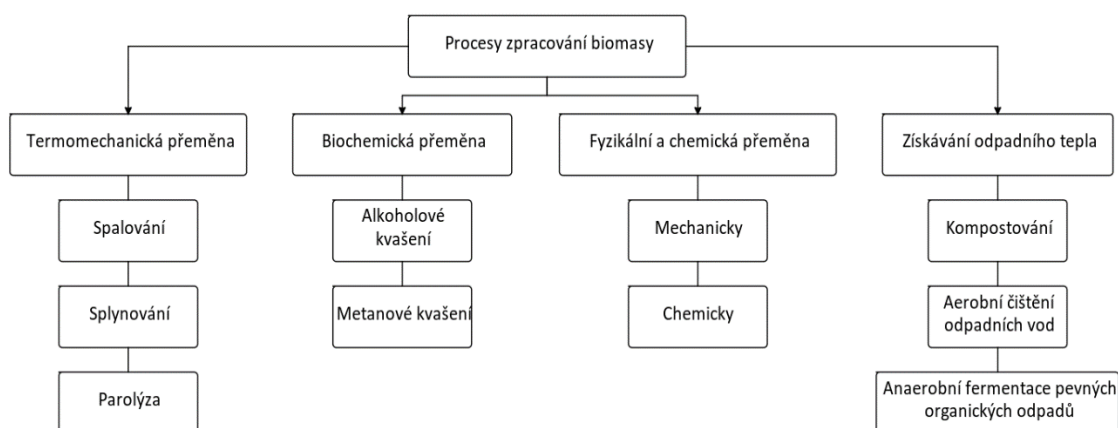 Procesy zpracování biomasy
Termomechanická přeměna
Biochemická přeměna
Fyzikální a chemická přeměna
Získávání odpadního tepla
Spalování
Alkoholové
kvašení
Mechanicky
Kompostování
Splynování
Metanové kvašení
Chemicky
Aerobní čištění
odpadních vod
Parolýza
Anaerobní fermentace pevných
organických odpadů